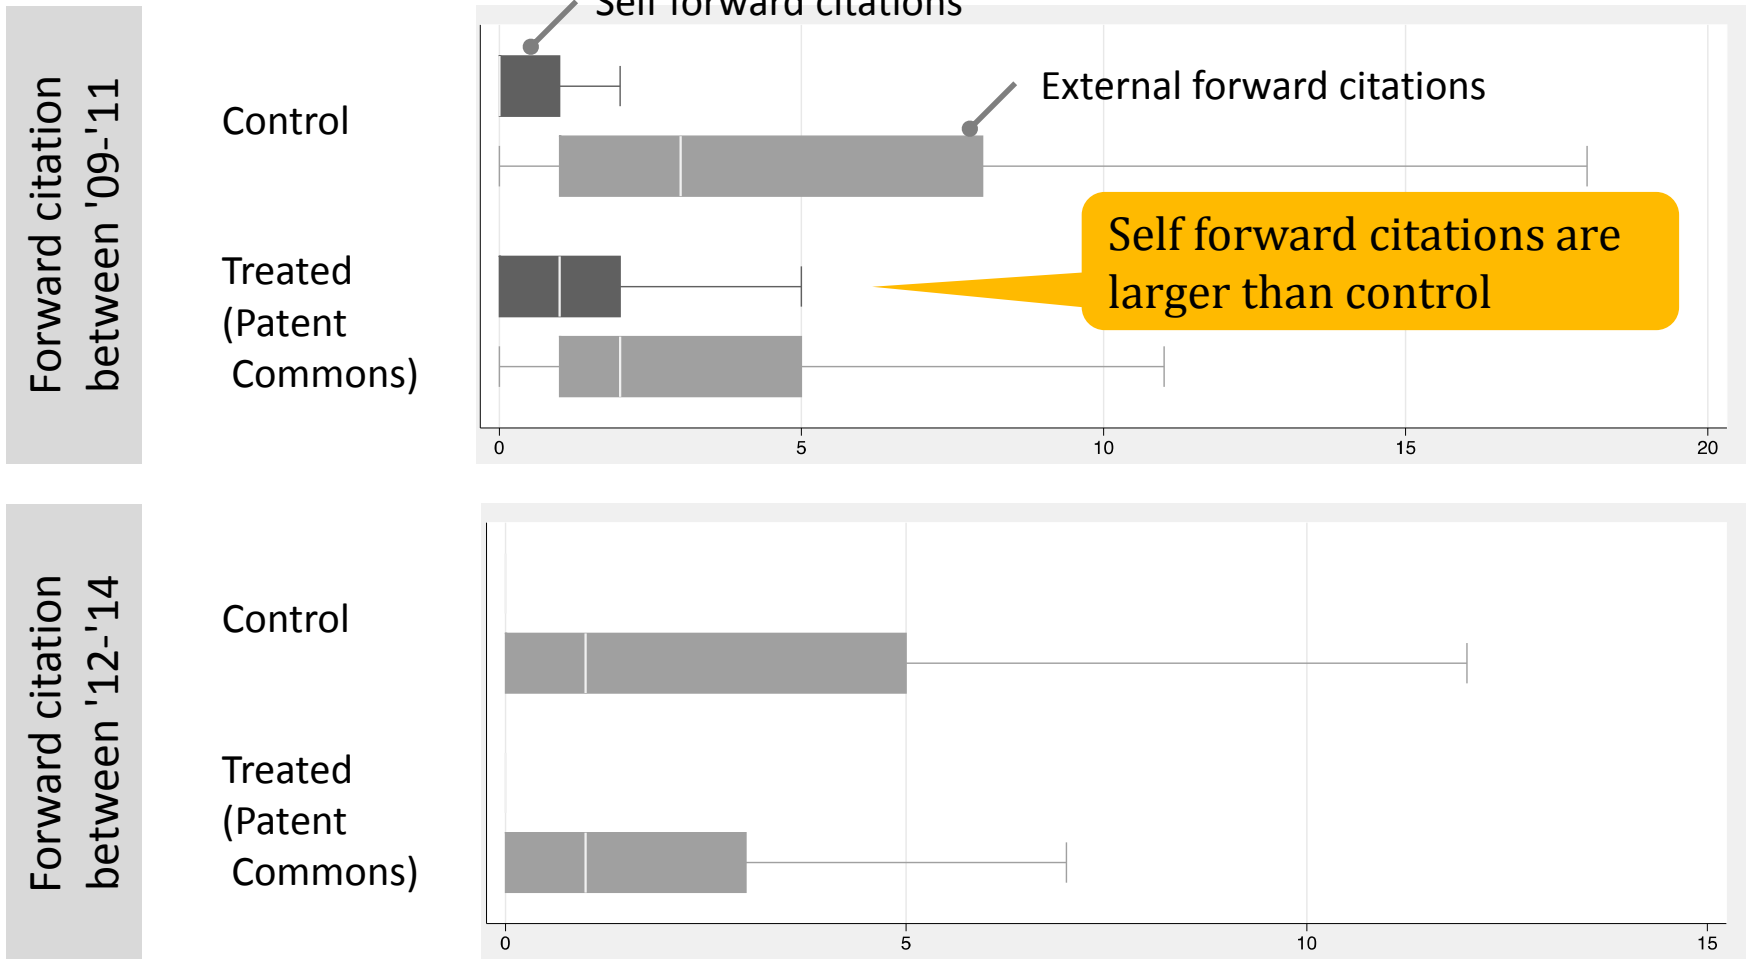 Self forward citations
External forward citations
Forward citation
between '09-'11
Control
Treated
(Patent
Commons)
Self forward citations are
larger than control
0 5 10 15 20
Forward citation
between '12-'14
Control
Treated
(Patent
Commons)
0 5 10 15